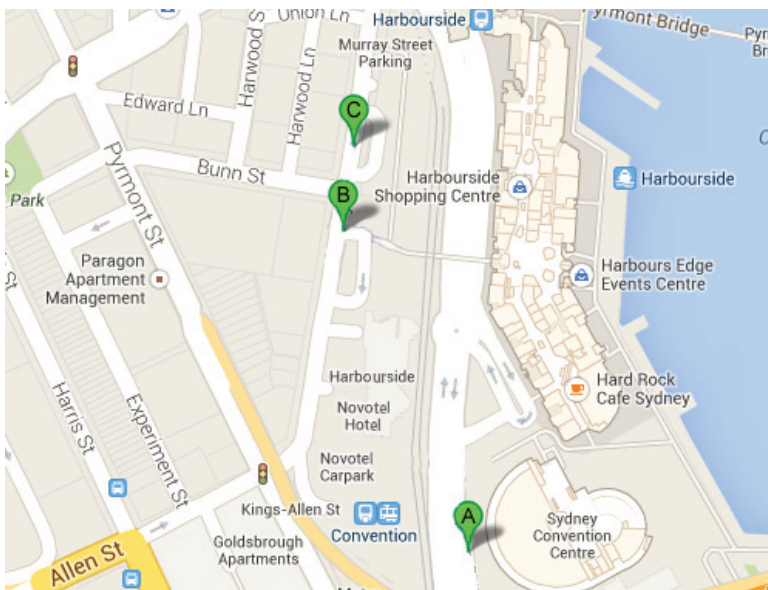 Union Ln
Harbourside
Pyrmont Bridge
Murray Street
Parking
Harwood St
Harwood Ln
Edward Ln
C
Pyrmont St
Bunn St
Harbourside
Shopping Centre
Harbourside
B
Park
Paragon
Apartment
Management
Harbours Edge
Events Centre
Harbourside
Hard Rock
Cafe Sydney
Novotel
Hotel
Harris St
Experiment St
Novotel
Carpark
Kings-Allen St
Convention
A
Sydney
Convention
Centre
Goldsbrough
Apartments
Allen St